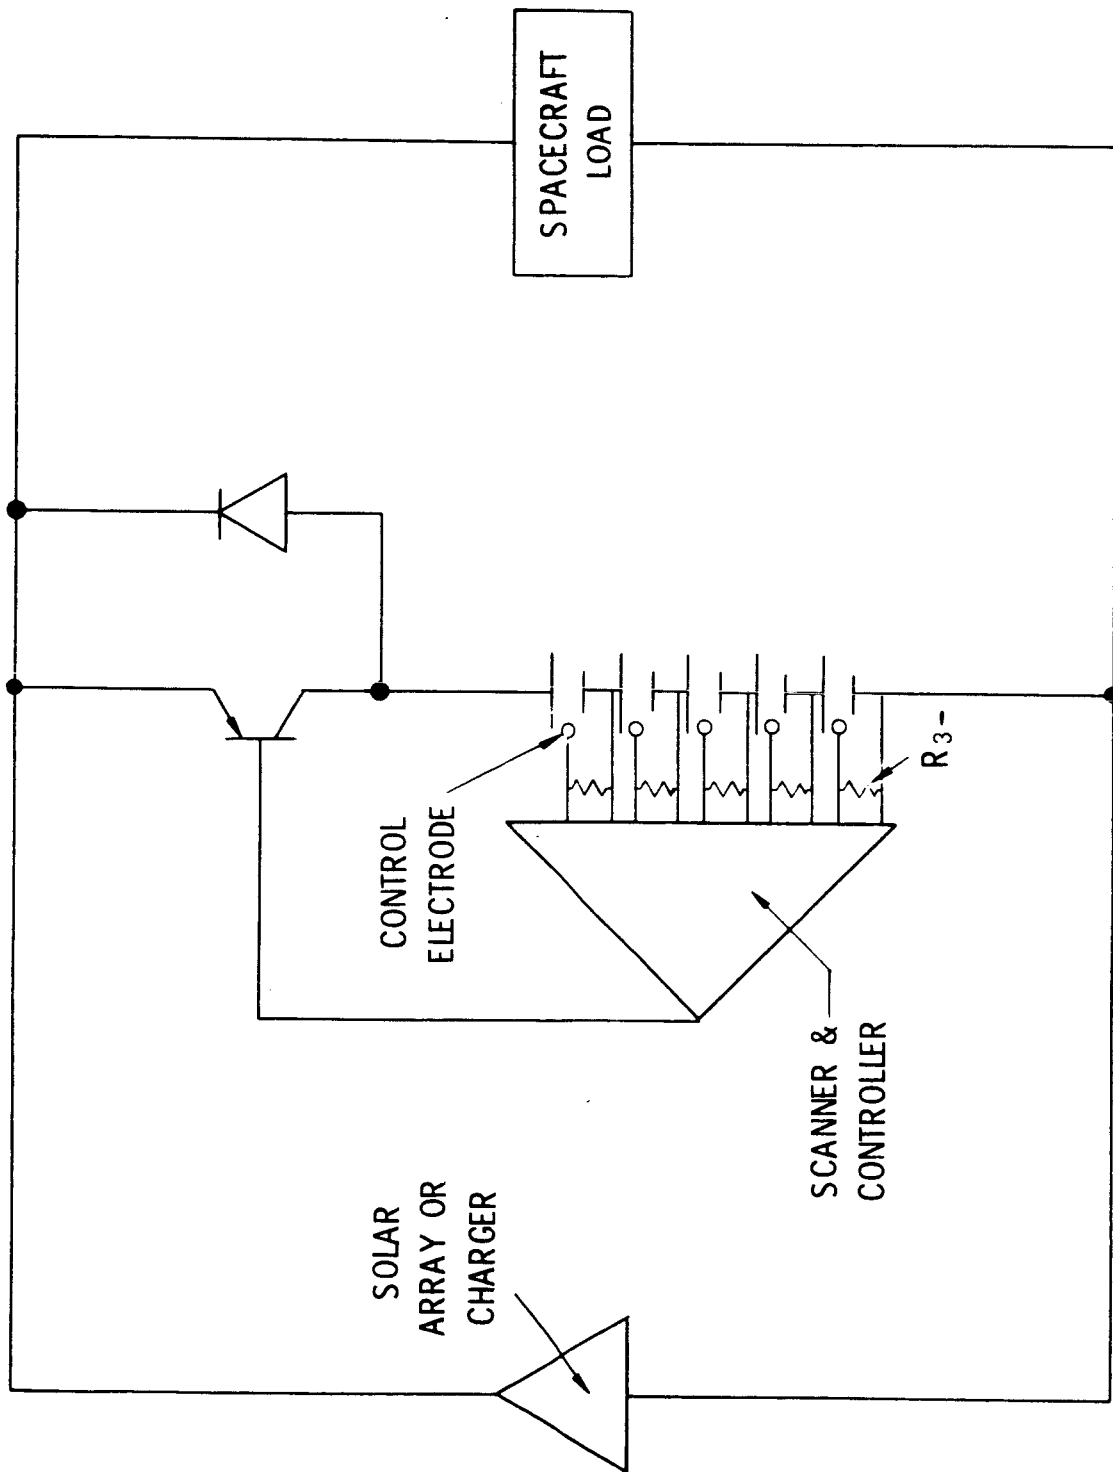 SOLAR
ARRAY OR
CHARGER
SCANNER &
CONTROLLER
CONTROL
ELECTRODE
R3-
SPACECRAFT
LOAD